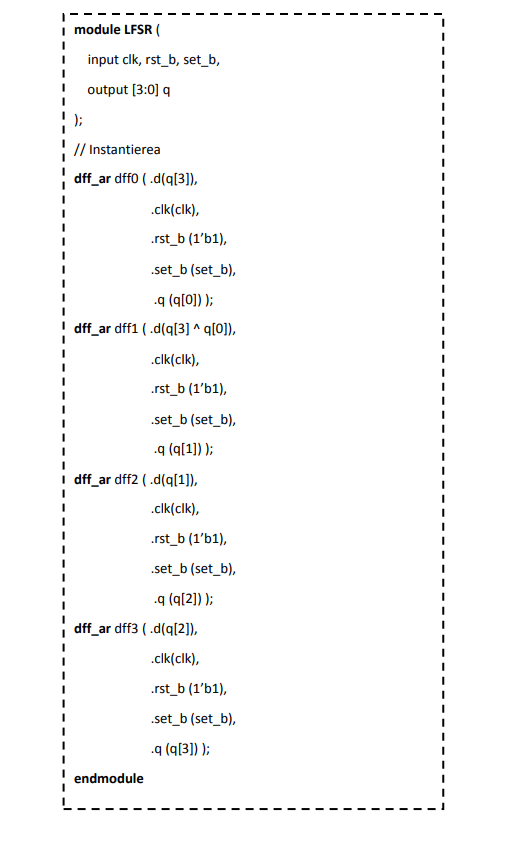 module LFSR (
input clk, rst_b, set_b,
output [3:0] q
);
// Instantierea
dff_ar dff0 ( .d(q[3]),
.clk(clk),
.rst_b (1’b1),
.set_b (set_b),
.q (q[0]) );
dff_ar dff1 ( .d(q[3] ^ q[0]),
.clk(clk),
.rst_b (1’b1),
.set_b (set_b),
.q (q[1]) );
dff_ar dff2 ( .d(q[1]),
.clk(clk),
.rst_b (1’b1),
.set_b (set_b),
.q (q[2]) );
dff_ar dff3 ( .d(q[2]),
.clk(clk),
.rst_b (1’b1),
.set_b (set_b),
.q (q[3]) );
endmodule